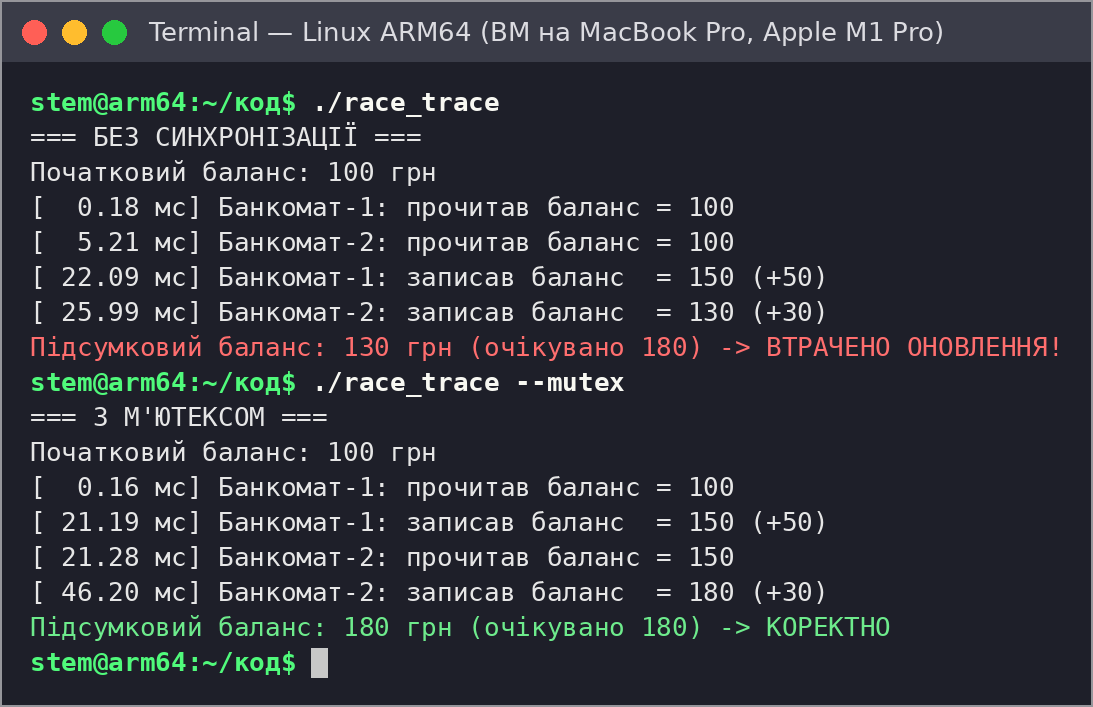 Terminal — Linux ARM64 (ВМ на MacBook Pro, Apple M1 Pro)
stem@arm64:~/код$ ./race_trace
=== БЕЗ СИНХРОНІЗАЦІЇ ===
Початковий баланс: 100 грн
[  0.18 мс] Банкомат-1: прочитав баланс = 100
[  5.21 мс] Банкомат-2: прочитав баланс = 100
[ 22.09 мс] Банкомат-1: записав баланс  = 150 (+50)
[ 25.99 мс] Банкомат-2: записав баланс  = 130 (+30)
Підсумковий баланс: 130 грн (очікувано 180) -> ВТРАЧЕНО ОНОВЛЕННЯ!
stem@arm64:~/код$ ./race_trace --mutex
=== З М'ЮТЕКСОМ ===
Початковий баланс: 100 грн
[  0.16 мс] Банкомат-1: прочитав баланс = 100
[ 21.19 мс] Банкомат-1: записав баланс  = 150 (+50)
[ 21.28 мс] Банкомат-2: прочитав баланс = 150
[ 46.20 мс] Банкомат-2: записав баланс  = 180 (+30)
Підсумковий баланс: 180 грн (очікувано 180) -> КОРЕКТНО
stem@arm64:~/код$